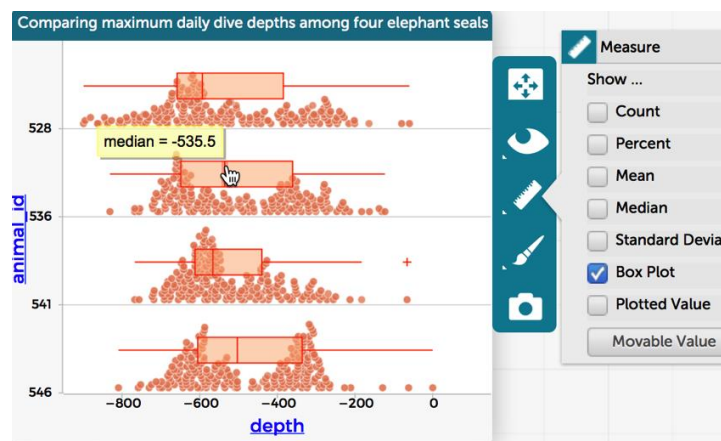 Comparing maximum daily dive depths among four elephant seals
528
median = -535.5
536
541
546
animal_id
−800 −600 −400 −200 0
depth
Measure
Show ...
Count
Percent
Mean
Median
Standard Devia
Box Plot
Plotted Value
Movable Value